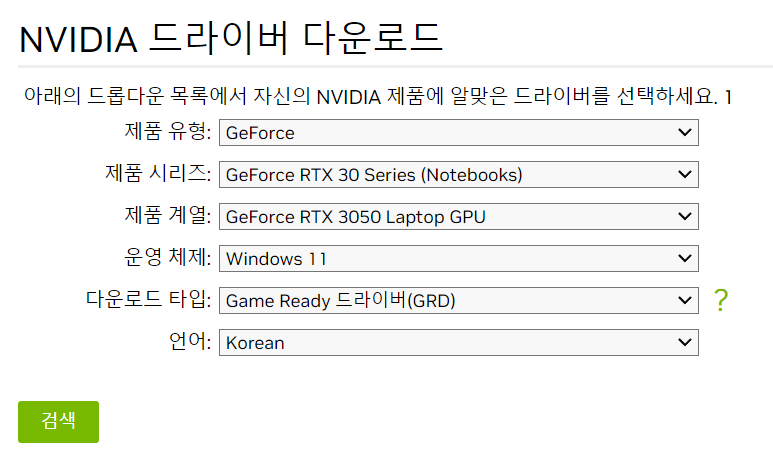 NVIDIA 드라이버 다운로드
아래의 드롭다운 목록에서 자신의 NVIDIA 제품에 알맞은 드라이버를 선택하세요. 1
제품 유형: GeForce
제품 시리즈: GeForce RTX 30 Series (Notebooks)
제품 계열: GeForce RTX 3050 Laptop GPU
운영 체제: Windows 11
다운로드 타입: Game Ready 드라이버(GRD) ?
언어: Korean
검색